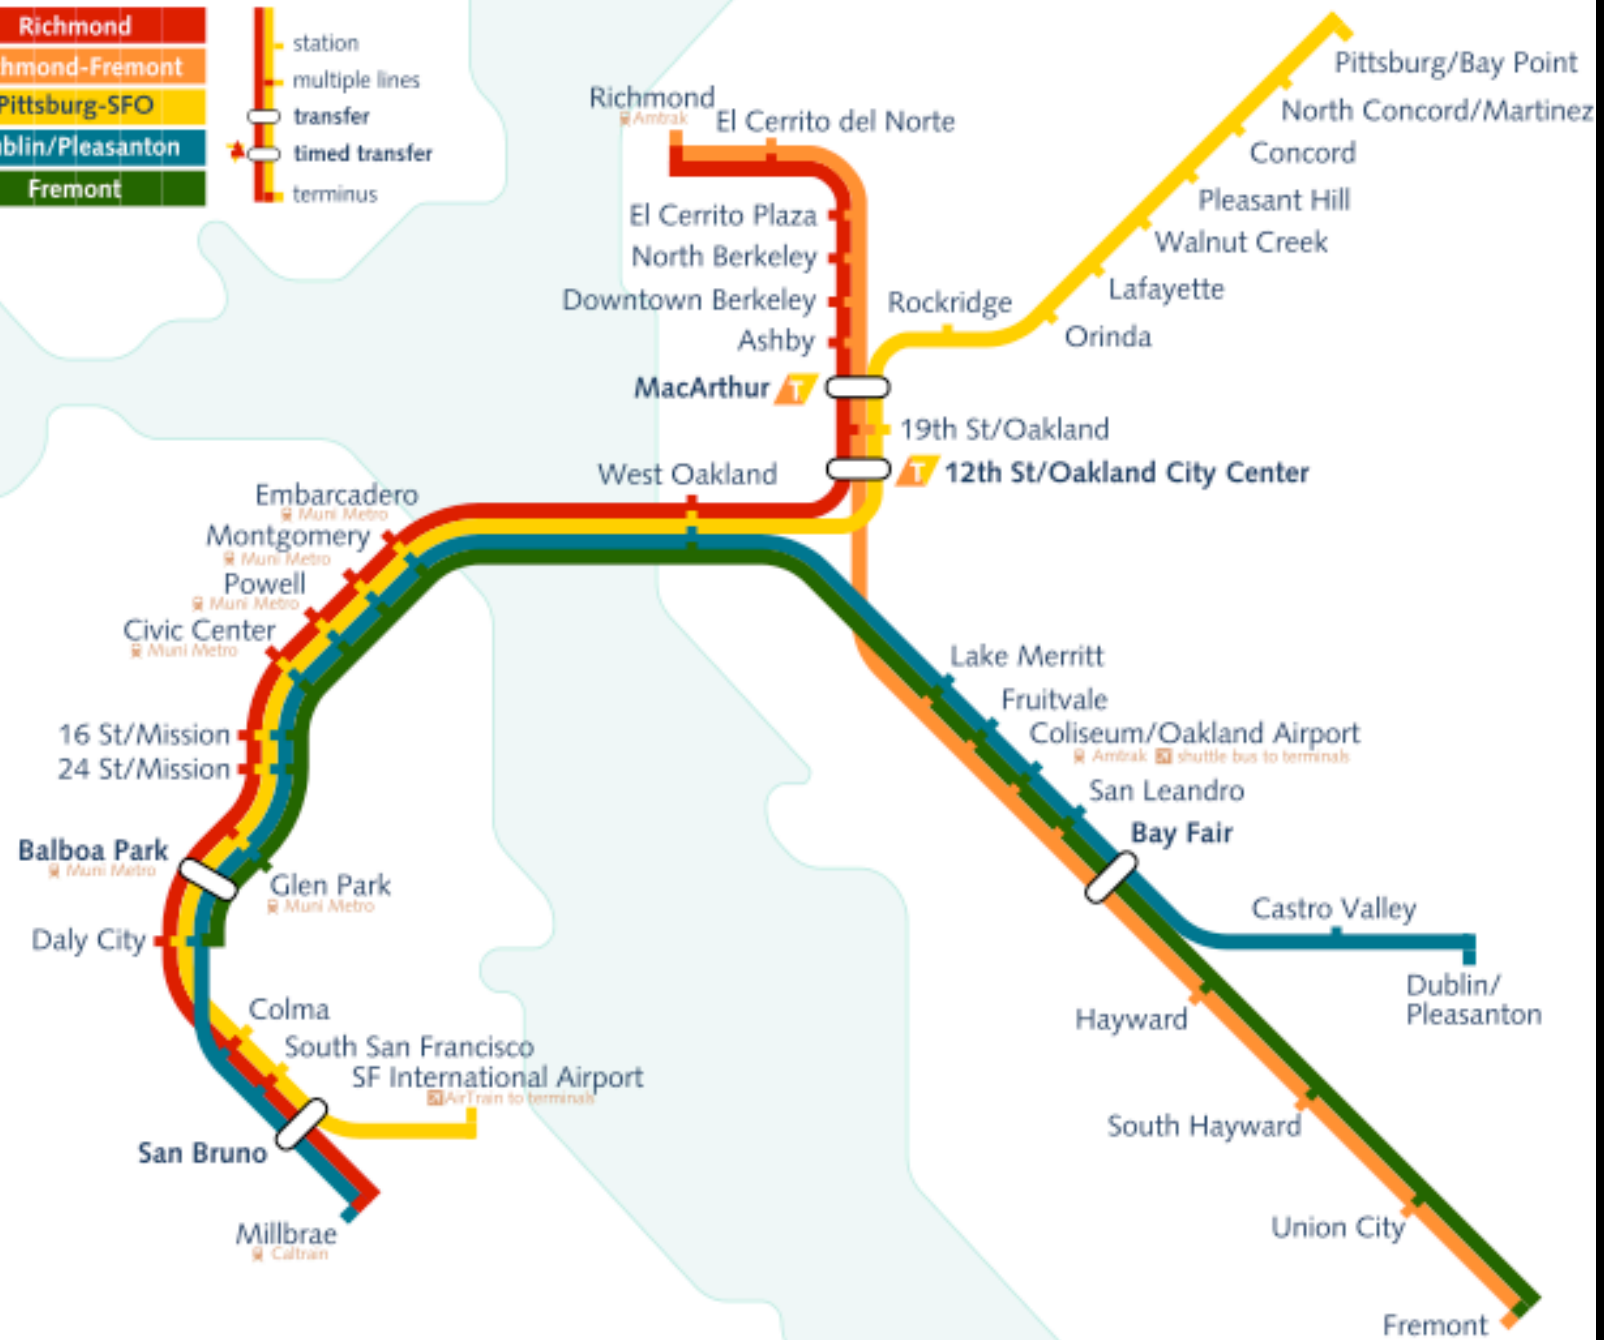 Richmond
hmond-Fremont
Pittsburg-SFO
blin/Pleasanton
Fremont
station
multiple lines
transfer
timed transfer
terminus
Richmond
Amtrak
El Cerrito del Norte
El Cerrito Plaza
North Berkeley
Downtown Berkeley
Ashby
MacArthur T
19th St/Oakland
T 12th St/Oakland City Center
Pittsburg/Bay Point
North Concord/Martinez
Concord
Pleasant Hill
Walnut Creek
Lafayette
Orinda
Rockridge
West Oakland
Embarcadero
Muni Metro
Montgomery
Muni Metro
Powell
Muni Metro
Civic Center
Muni Metro
16 St/Mission
24 St/Mission
Balboa Park
Muni Metro
Glen Park
Muni Metro
Daly City
Colma
South San Francisco
SF International Airport
AirTrain to terminals
San Bruno
Millbrae
Caltrain
Lake Merritt
Fruitvale
Coliseum/Oakland Airport
Amtrak shuttle bus to terminals
San Leandro
Bay Fair
Castro Valley
Dublin/
Pleasanton
Hayward
South Hayward
Union City
Fremont